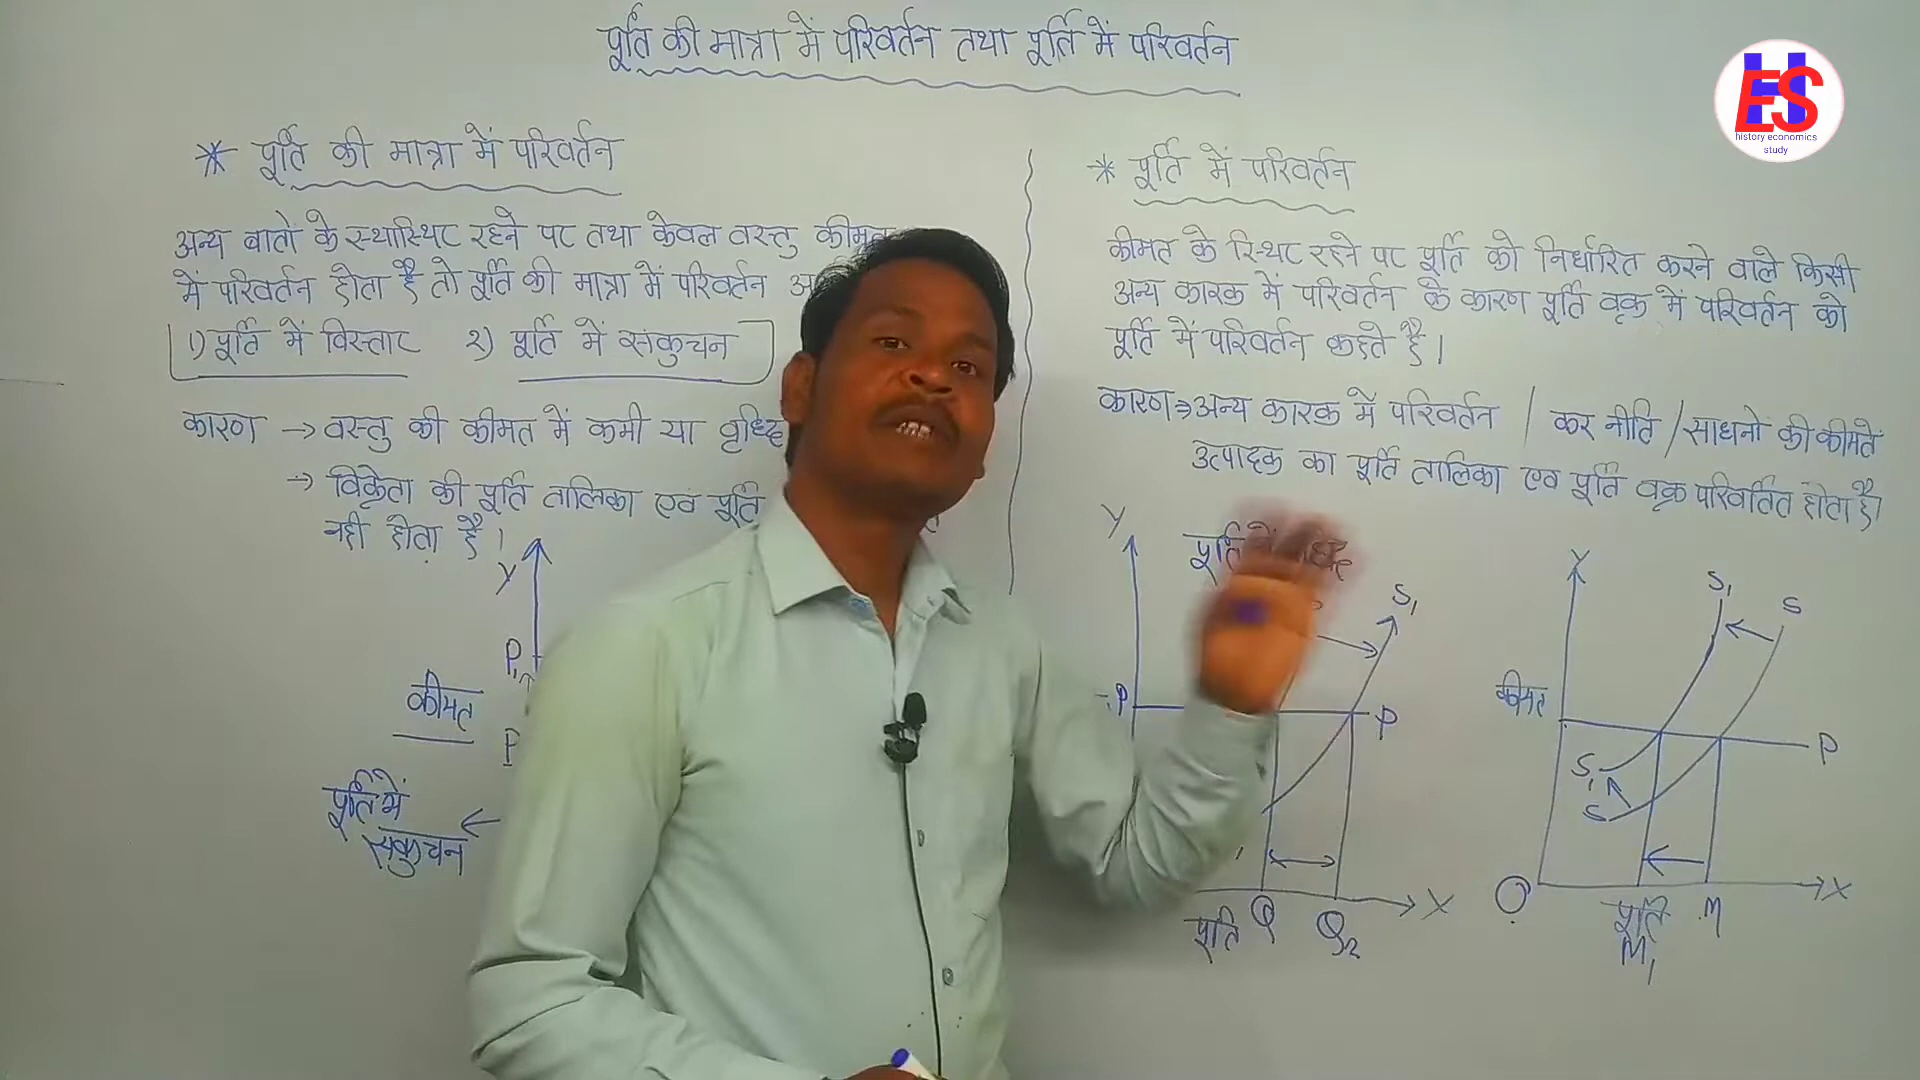 पूर्ति की मात्रा में परिवर्तन तथा पूर्ति में परिवर्तन
HES
history economics
study
* पूर्ति की मात्रा में परिवर्तन
अन्य बातों के स्थास्थिर रहने पर तथा केवल वस्तु कीमत
में परिवर्तन होता है तो पूर्ति की मात्रा में परिवर्तन
1) पूर्ति में विस्तार 2) पूर्ति में संकुचन
कारण → वस्तु की कीमत में कमी या वृध्दि
→ विक्रेता की पूर्ति तालिका एवं पूर्ति
नही होता है।
Y
P1
कीमत
P
पूर्ति में
संकुचन ←
* पूर्ति में परिवर्तन
कीमत के स्थिर रहने पर पूर्ति को निर्धारित करने वाले किसी
अन्य कारक में परिवर्तन के कारण पूर्ति वक्र में परिवर्तन को
पूर्ति में परिवर्तन कहते है।
कारण ⇒ अन्य कारक में परिवर्तन / कर नीति / साधनों की कीमतें
उत्पादक का पूर्ति तालिका एवं पूर्ति वक्र परिवर्तित होता है।
Y
पूर्ति में
S1
P
P
X
पूर्ति Q Q2
Y
S1 S
कीमत
P
S1
S
O X
पूर्ति M
M1